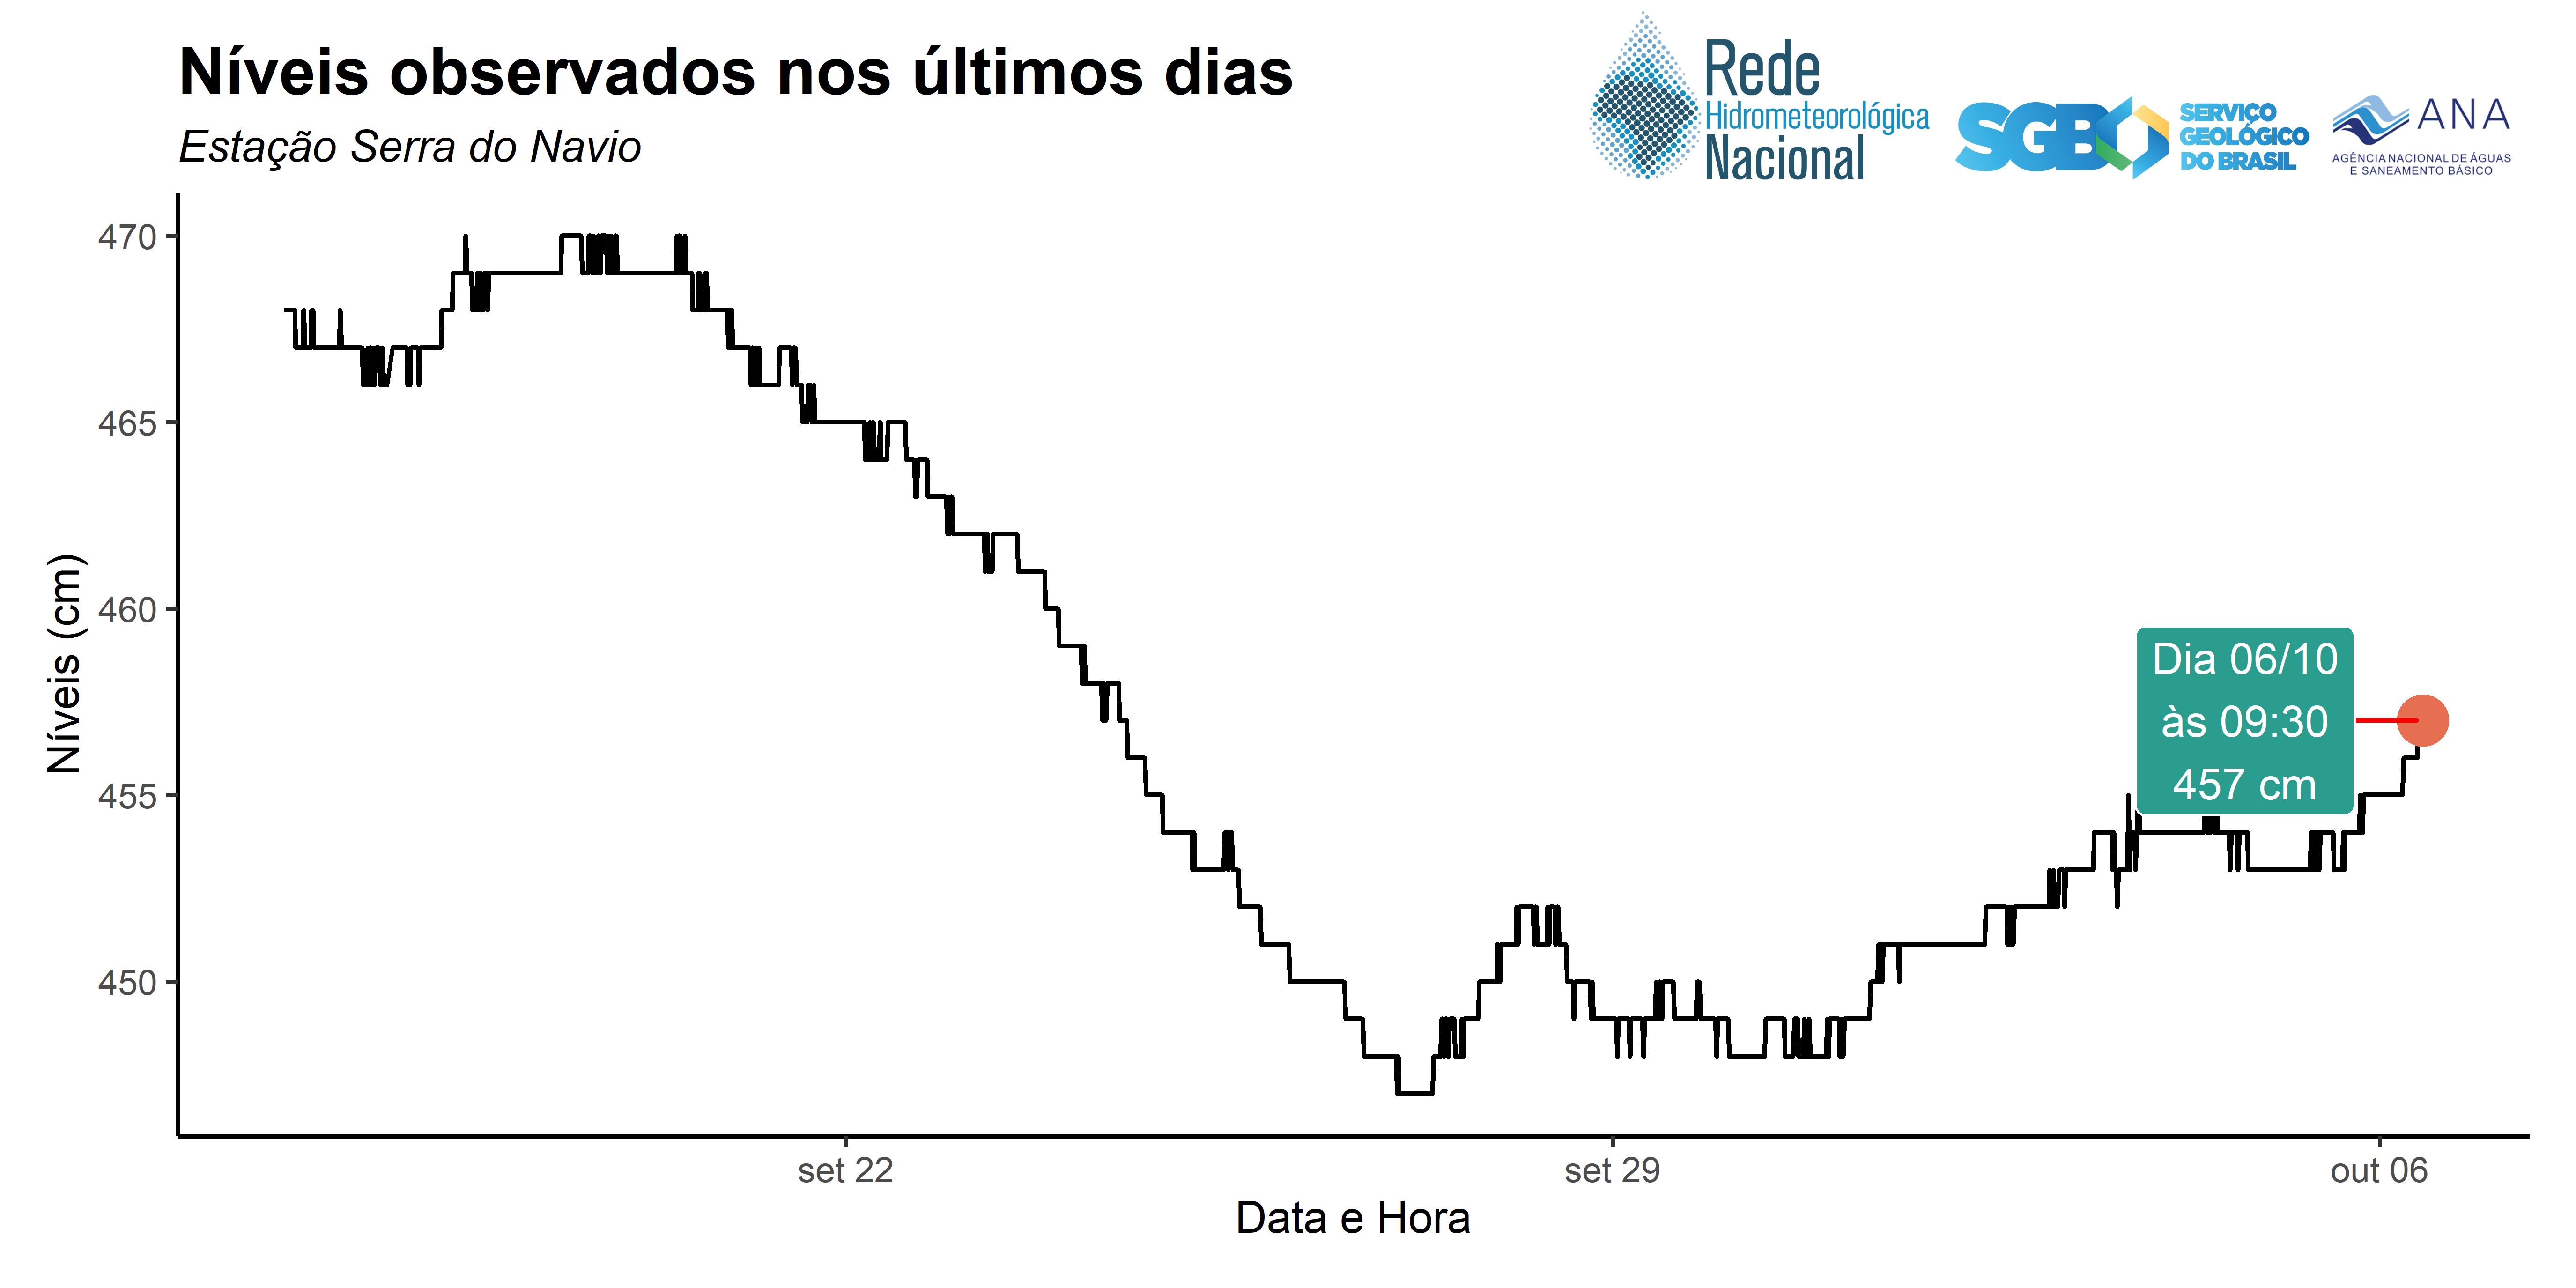 Níveis observados nos últimos dias
Estação Serra do Navio
Rede
Hidrometeorológica
Nacional
SGB
SERVIÇO
GEOLÓGICO
DO BRASIL
ANA
AGÊNCIA NACIONAL DE ÁGUAS
E SANEAMENTO BÁSICO
Níveis (cm)
470
465
460
455
450
Dia 06/10
às 09:30
457 cm
set 22
set 29
out 06
Data e Hora